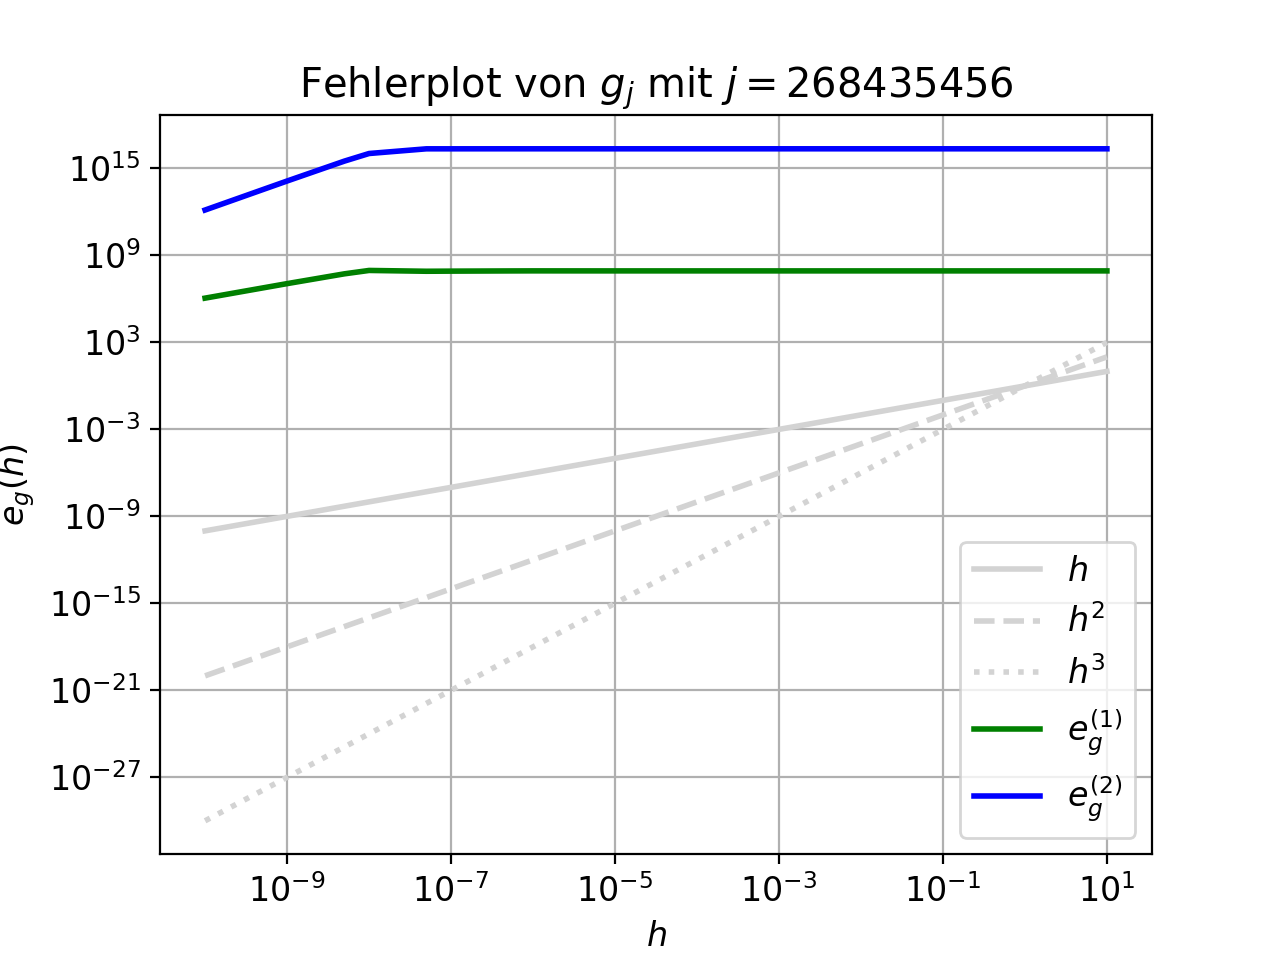 Fehlerplot von $g_j$ mit $j = 268435456$
$10^{15}$
$10^{9}$
$10^{3}$
$10^{-3}$
$10^{-9}$
$10^{-15}$
$10^{-21}$
$10^{-27}$
$e_g(h)$
$h$
$h^2$
$h^3$
$e_g^{(1)}$
$e_g^{(2)}$
$10^{-9}$ $10^{-7}$ $10^{-5}$ $10^{-3}$ $10^{-1}$ $10^{1}$
$h$